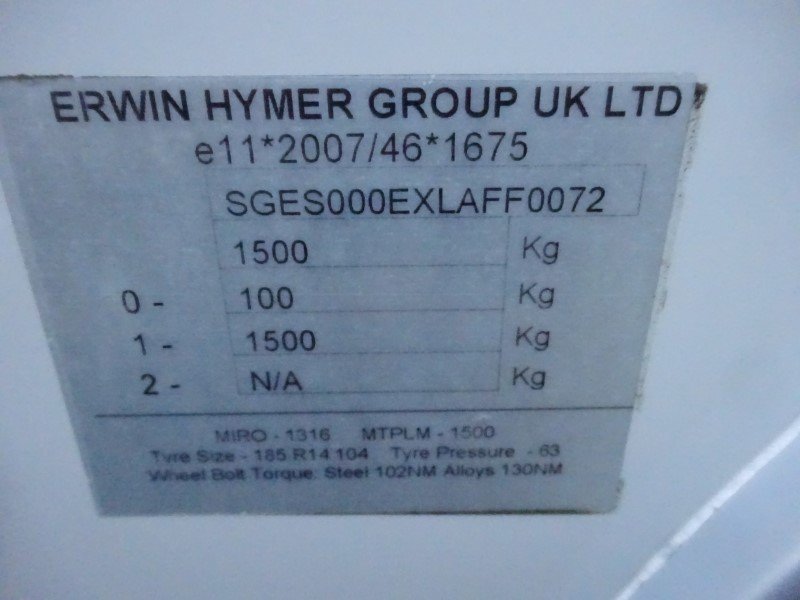 ERWIN HYMER GROUP UK LTD
e11*2007/46*1675
SGES000EXLAFF0072
1500 Kg
0 - 100 Kg
1 - 1500 Kg
2 - N/A Kg
MIRO - 1316 MTPLM - 1500
Tyre Size - 185 R14 104 Tyre Pressure - 63
Wheel Bolt Torque: Steel 102NM Alloys 130NM